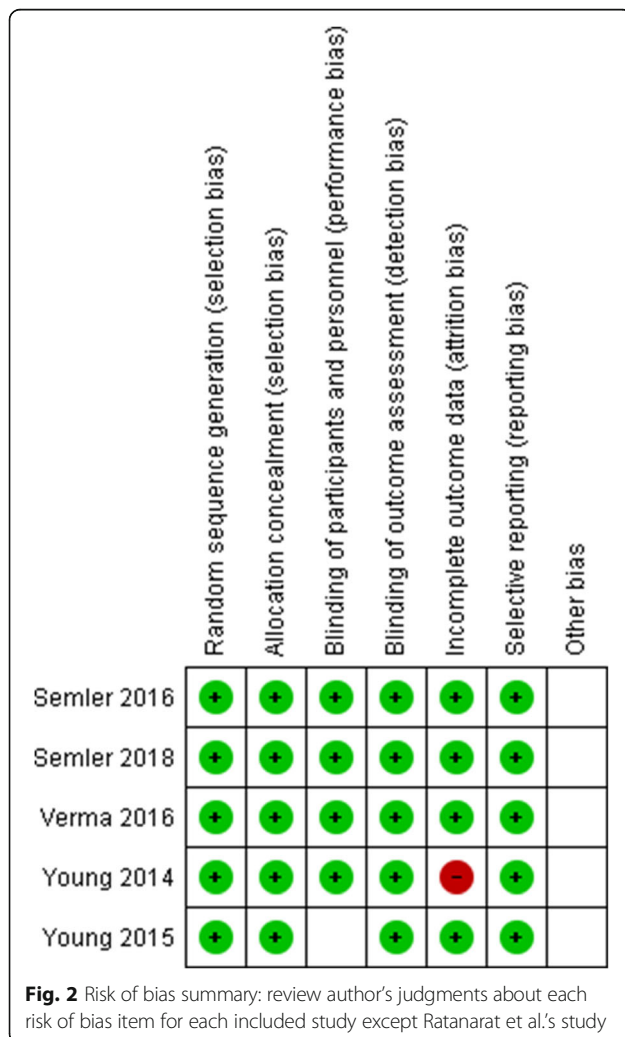 Random sequence generation (selection bias)
Allocation concealment (selection bias)
Blinding of participants and personnel (performance bias)
Blinding of outcome assessment (detection bias)
Incomplete outcome data (attrition bias)
Selective reporting (reporting bias)
Other bias
Semler 2016 + + + + + +
Semler 2018 + + + + + +
Verma 2016 + + + + + +
Young 2014 + + + + - +
Young 2015 + + + + +
Fig. 2 Risk of bias summary: review author's judgments about each
risk of bias item for each included study except Ratanarat et al.'s study